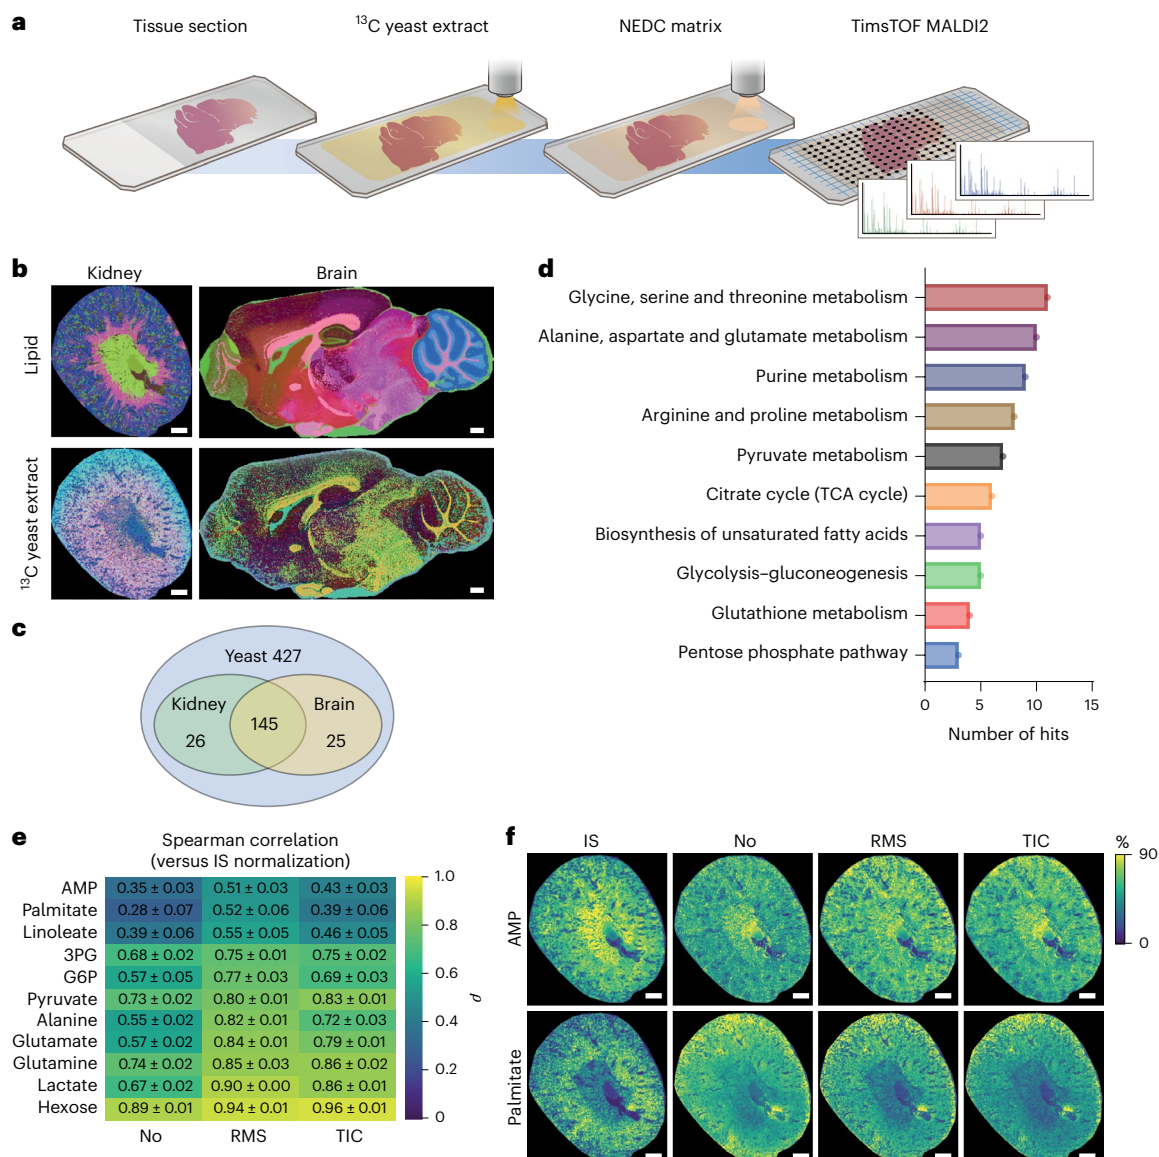 a
Tissue section
¹³C yeast extract
NEDC matrix
TimsTOF MALDI2
b
Kidney
Brain
Lipid
¹³C yeast extract
c
Yeast 427
Kidney
Brain
145
26
25
d
Glycine, serine and threonine metabolism
Alanine, aspartate and glutamate metabolism
Purine metabolism
Arginine and proline metabolism
Pyruvate metabolism
Citrate cycle (TCA cycle)
Biosynthesis of unsaturated fatty acids
Glycolysis–gluconeogenesis
Glutathione metabolism
Pentose phosphate pathway
0 5 10 15
Number of hits
e
Spearman correlation
(versus IS normalization)
AMP 0.35 ± 0.03 0.51 ± 0.03 0.43 ± 0.03
Palmitate 0.28 ± 0.07 0.52 ± 0.06 0.39 ± 0.06
Linoleate 0.39 ± 0.06 0.55 ± 0.05 0.46 ± 0.05
3PG 0.68 ± 0.02 0.75 ± 0.01 0.75 ± 0.02
G6P 0.57 ± 0.05 0.77 ± 0.03 0.69 ± 0.03
Pyruvate 0.73 ± 0.02 0.80 ± 0.01 0.83 ± 0.01
Alanine 0.55 ± 0.02 0.82 ± 0.01 0.72 ± 0.03
Glutamate 0.57 ± 0.02 0.84 ± 0.01 0.79 ± 0.01
Glutamine 0.74 ± 0.02 0.85 ± 0.03 0.86 ± 0.02
Lactate 0.67 ± 0.02 0.90 ± 0.00 0.86 ± 0.01
Hexose 0.89 ± 0.01 0.94 ± 0.01 0.96 ± 0.01
No RMS TIC
1.0
0.8
0.6
0.4
0.2
0
ρ
f
IS
No
RMS
TIC
%
90
0
AMP
Palmitate